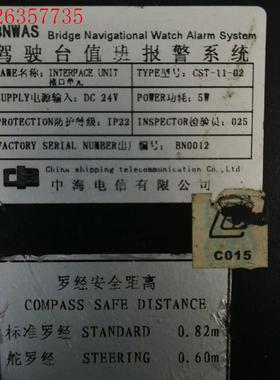 26357735
BNWAS Bridge Navigational Watch Alarm System
驾驶台值班报警系统
NAME名称: INTERFACE UNIT TYPE型号: CST-11-02
接口单元
SUPPLY电源输入: DC 24V POWER功耗: 5W
PROTECTION防护等级: IP22 INSPECTOR检验员: 025
FACTORY SERIAL NUMBER出厂编号: BN0012
China shipping telecommunication Co.,Ltd
中海电信有限公司
C015
罗经安全距离
COMPASS SAFE DISTANCE
标准罗经 STANDARD 0.82m
舵罗经 STEERING 0.60m